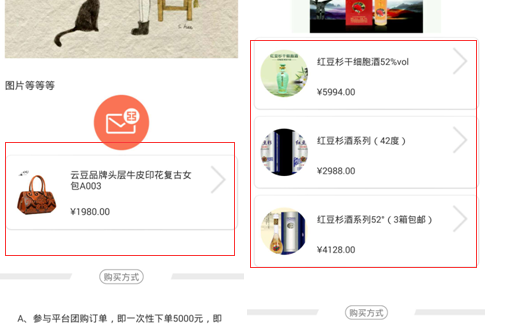 图片等等等
云豆品牌头层牛皮印花复古女
包A003
¥1980.00
购买方式
A、参与平台团购订单，即一次性下单5000元，即
红豆杉干细胞酒52%vol
¥5994.00
红豆杉酒系列（42度）
¥2988.00
红豆杉酒系列52°（3箱包邮）
¥4128.00
购买方式